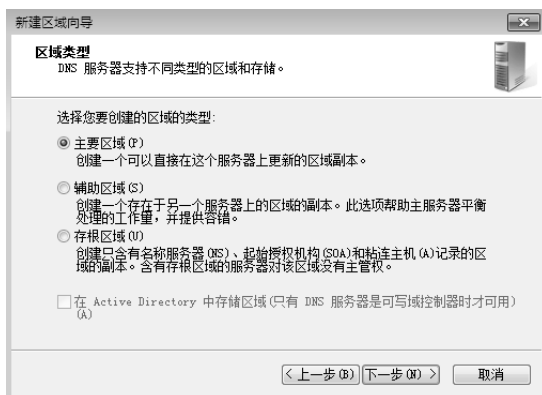 新建区域向导
区域类型
DNS 服务器支持不同类型的区域和存储。
选择您要创建的区域的类型:
主要区域(P)
创建一个可以直接在这个服务器上更新的区域副本。
辅助区域(S)
创建一个存在于另一个服务器上的区域的副本。此选项帮助主服务器平衡
处理的工作量，并提供容错。
存根区域(U)
创建只含有名称服务器(NS)、起始授权机构(SOA)和粘连主机(A)记录的区
域的副本。含有存根区域的服务器对该区域没有主管权。
在 Active Directory 中存储区域(只有 DNS 服务器是可写域控制器时才可用)
(A)
< 上一步(B) 下一步(N) > 取消